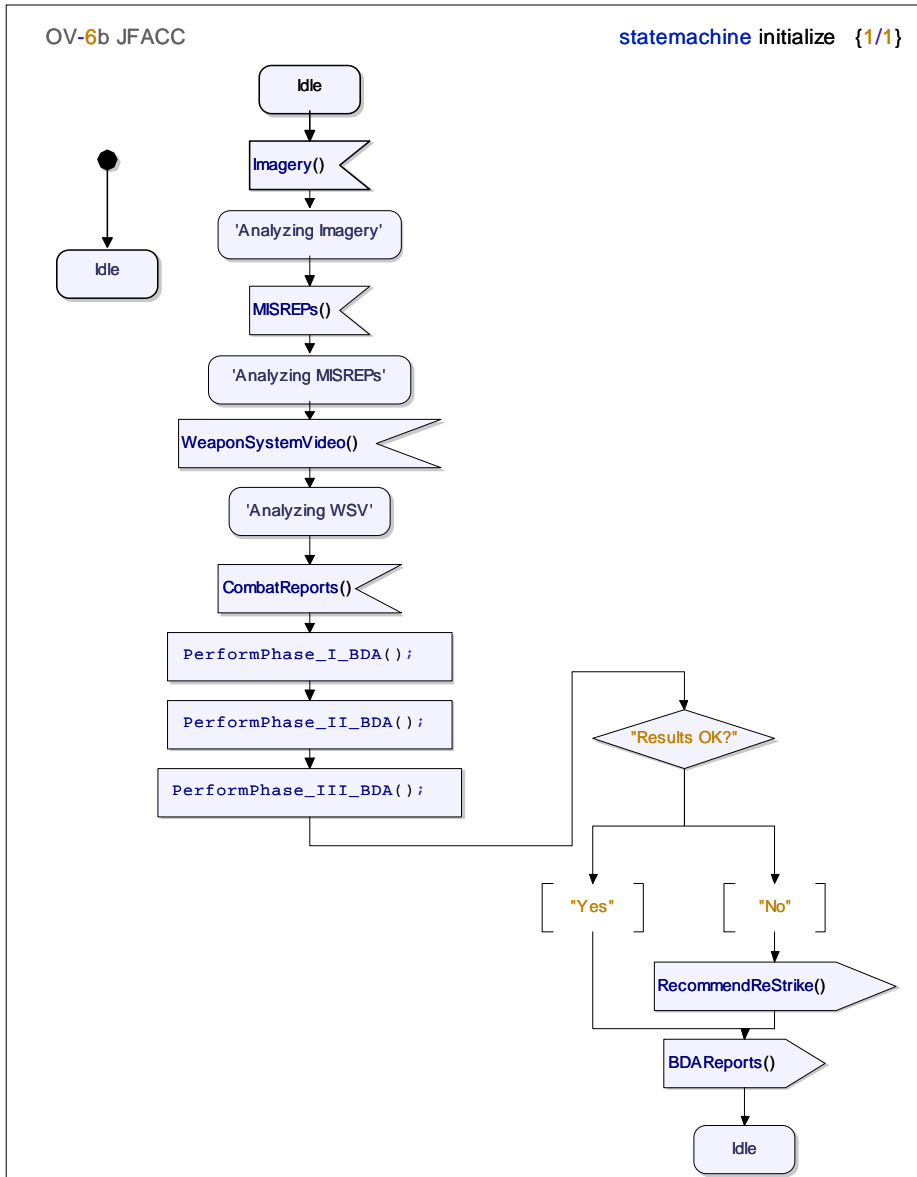 OV-6b JFACC
statemachine initialize {1/1}
Idle
Idle
Imagery()
'Analyzing Imagery'
MISREPs()
'Analyzing MISREPs'
WeaponSystemVideo()
'Analyzing WSV'
CombatReports()
PerformPhase_I_BDA();
PerformPhase_II_BDA();
PerformPhase_III_BDA();
"Results OK?"
"Yes"
"No"
RecommendReStrike()
BDAReports()
Idle